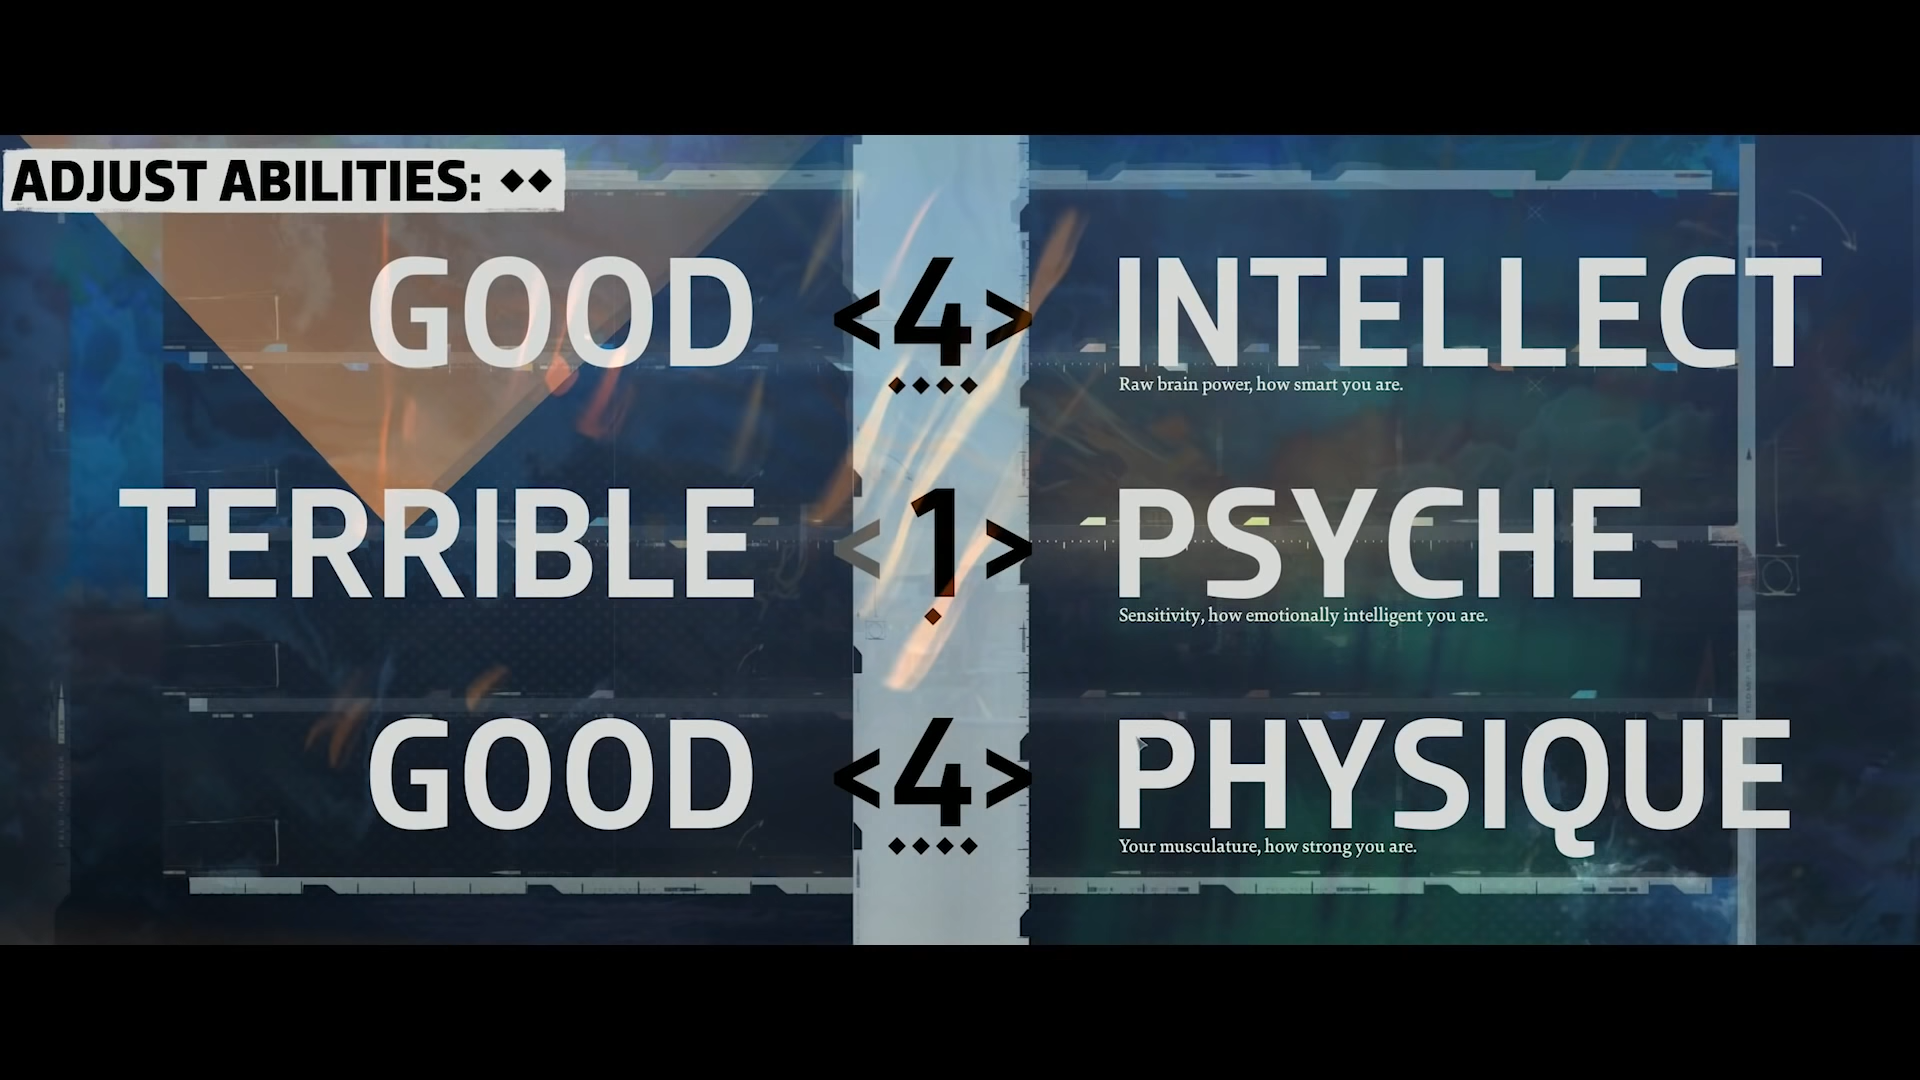 ADJUST ABILITIES: ◆◆
GOOD <4> INTELLECT
Raw brain power, how smart you are.
TERRIBLE <1> PSYCHE
Sensitivity, how emotionally intelligent you are.
GOOD <4> PHYSIQUE
Your musculature, how strong you are.